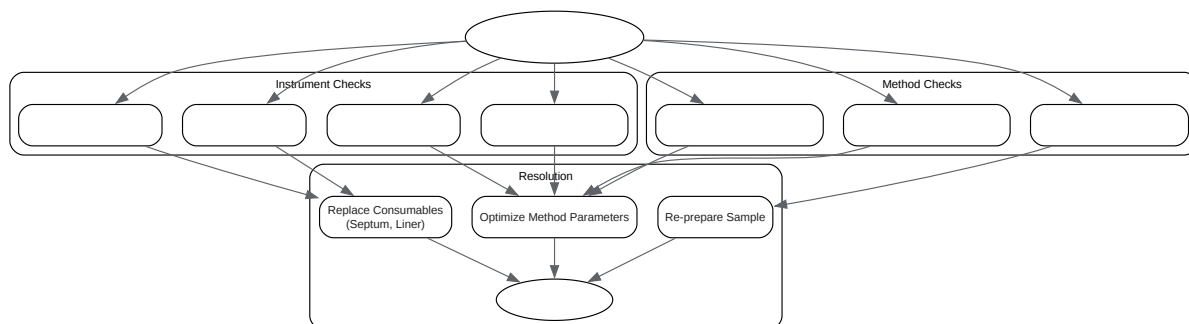 Instrument Checks
Method Checks
Resolution
Replace Consumables
(Septum, Liner)
Optimize Method Parameters
Re-prepare Sample